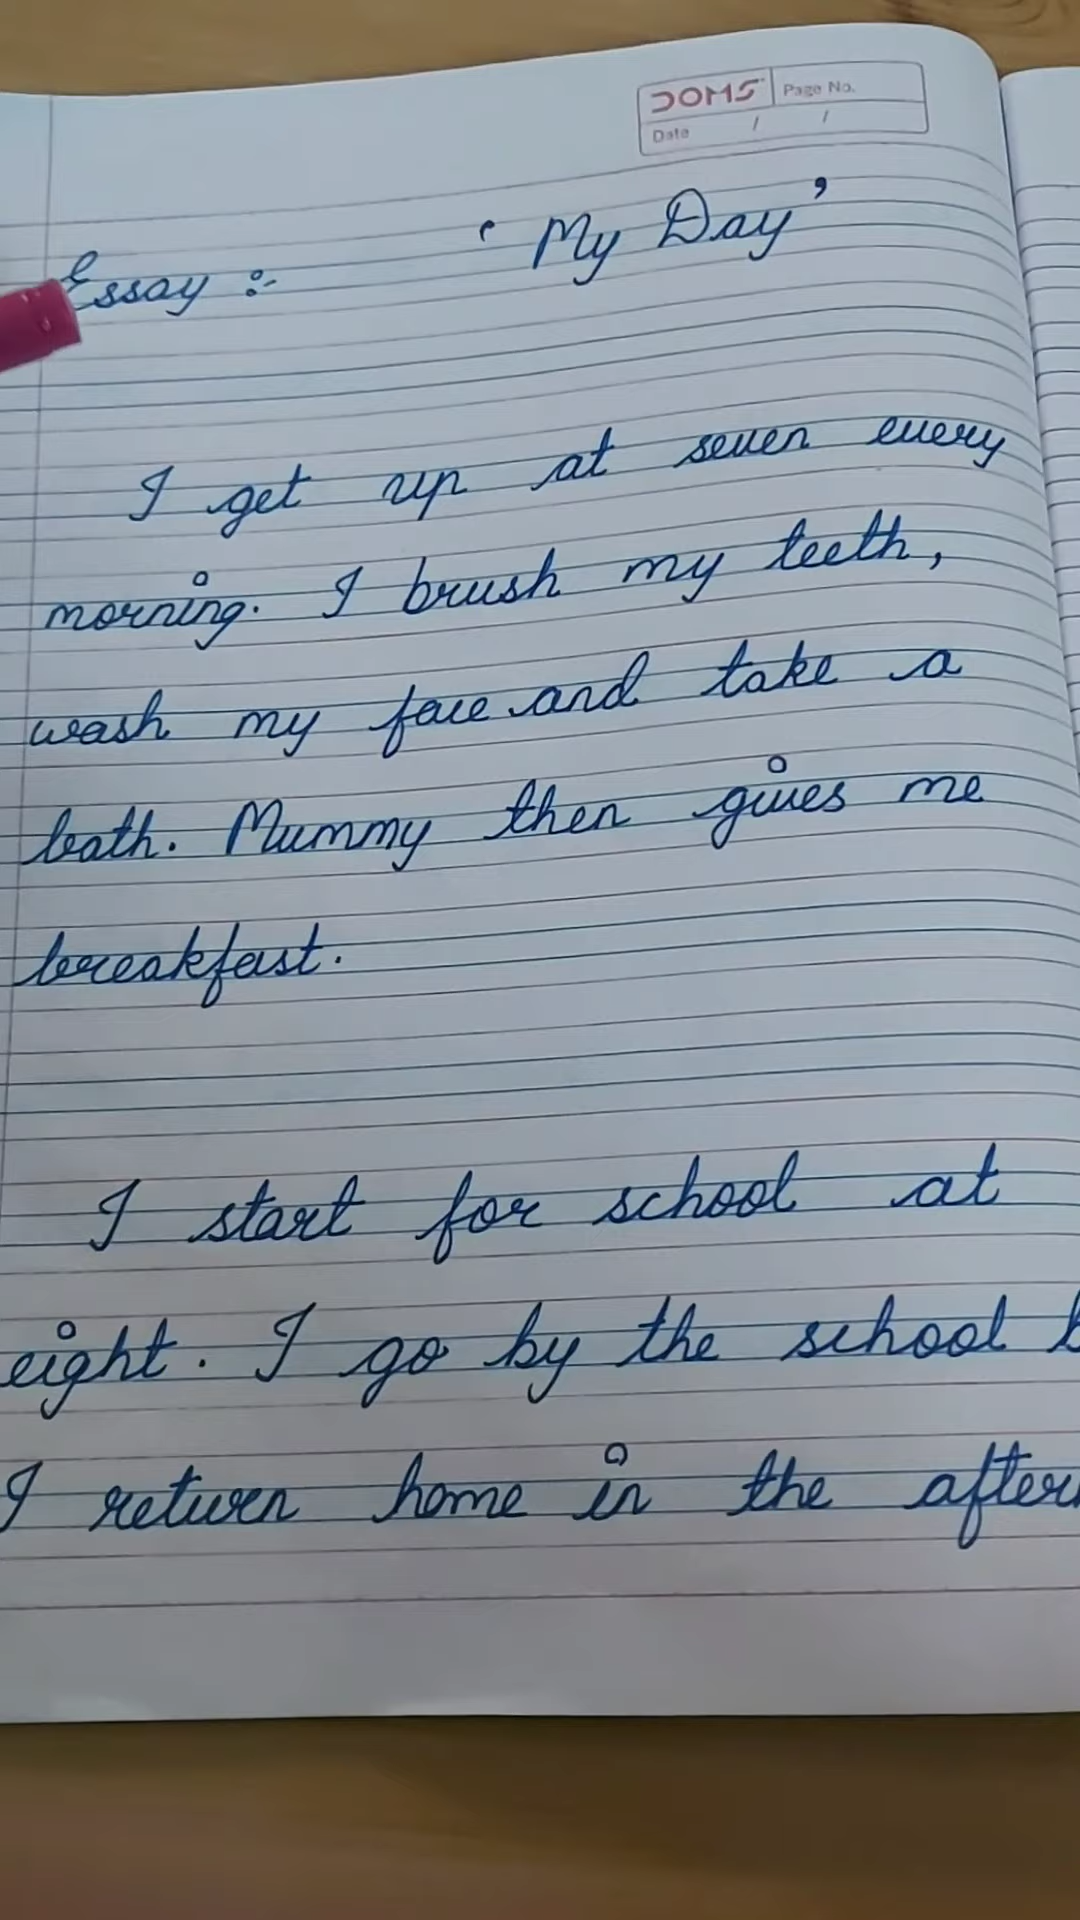 DOMS Page No.
Date / /
Essay :- ‘ My Day ’
I get up at seven every
morning. I brush my teeth,
wash my face and take a
bath. Mummy then gives me
breakfast.
I start for school at
eight. I go by the school
I return home in the